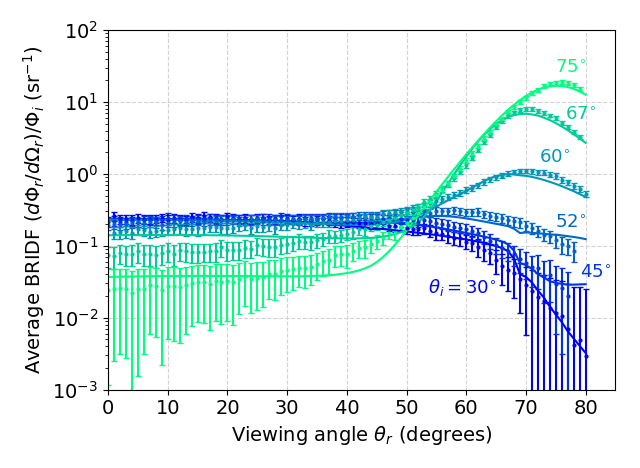 Average BRIDF (dΦᵣ/dΩᵣ)/Φᵢ (sr⁻¹)
10²
10¹
10⁰
10⁻¹
10⁻²
10⁻³
75°
67°
60°
52°
45°
θᵢ = 30°
0 10 20 30 40 50 60 70 80
Viewing angle θᵣ (degrees)